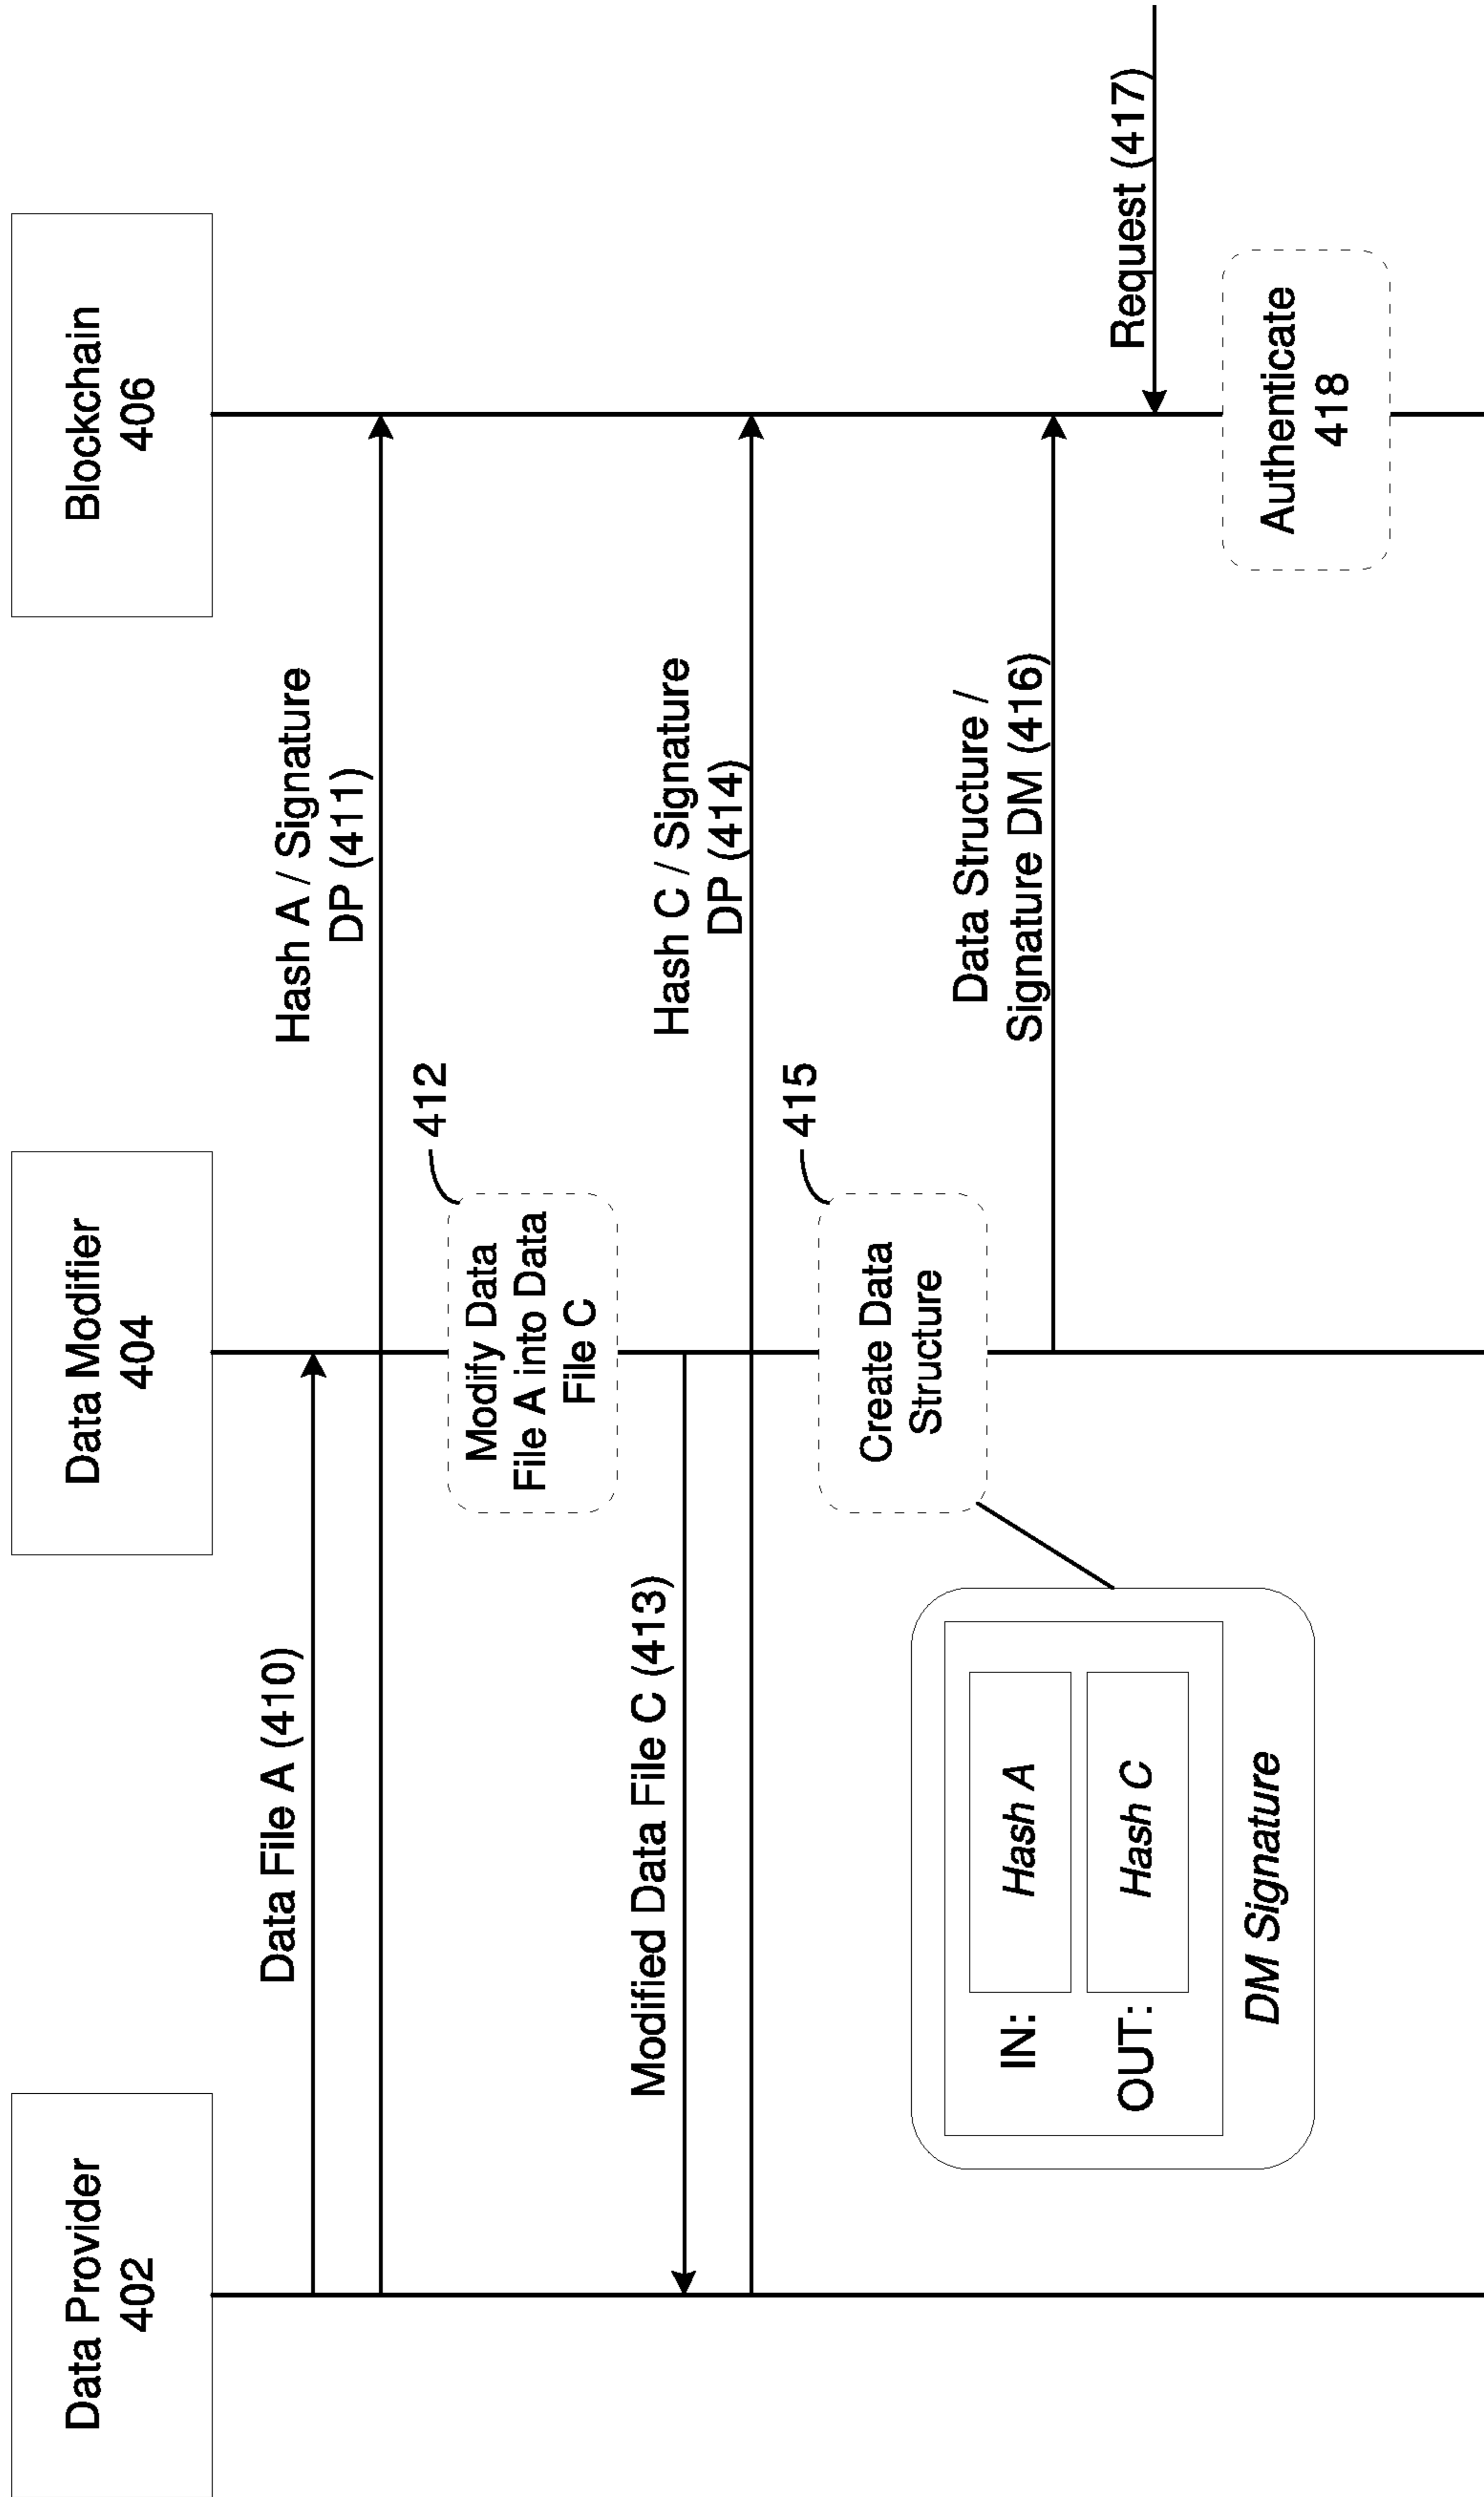 Data Provider
402
Data Modifier
404
Blockchain
406
Data File A (410)
Hash A / Signature
DP (411)
412
Modify Data
File A into Data
File C
Modified Data File C (413)
Hash C / Signature
DP (414)
415
Create Data
Structure
IN:
Hash A
OUT:
Hash C
DM Signature
Data Structure /
Signature DM (416)
Request (417)
Authenticate
418